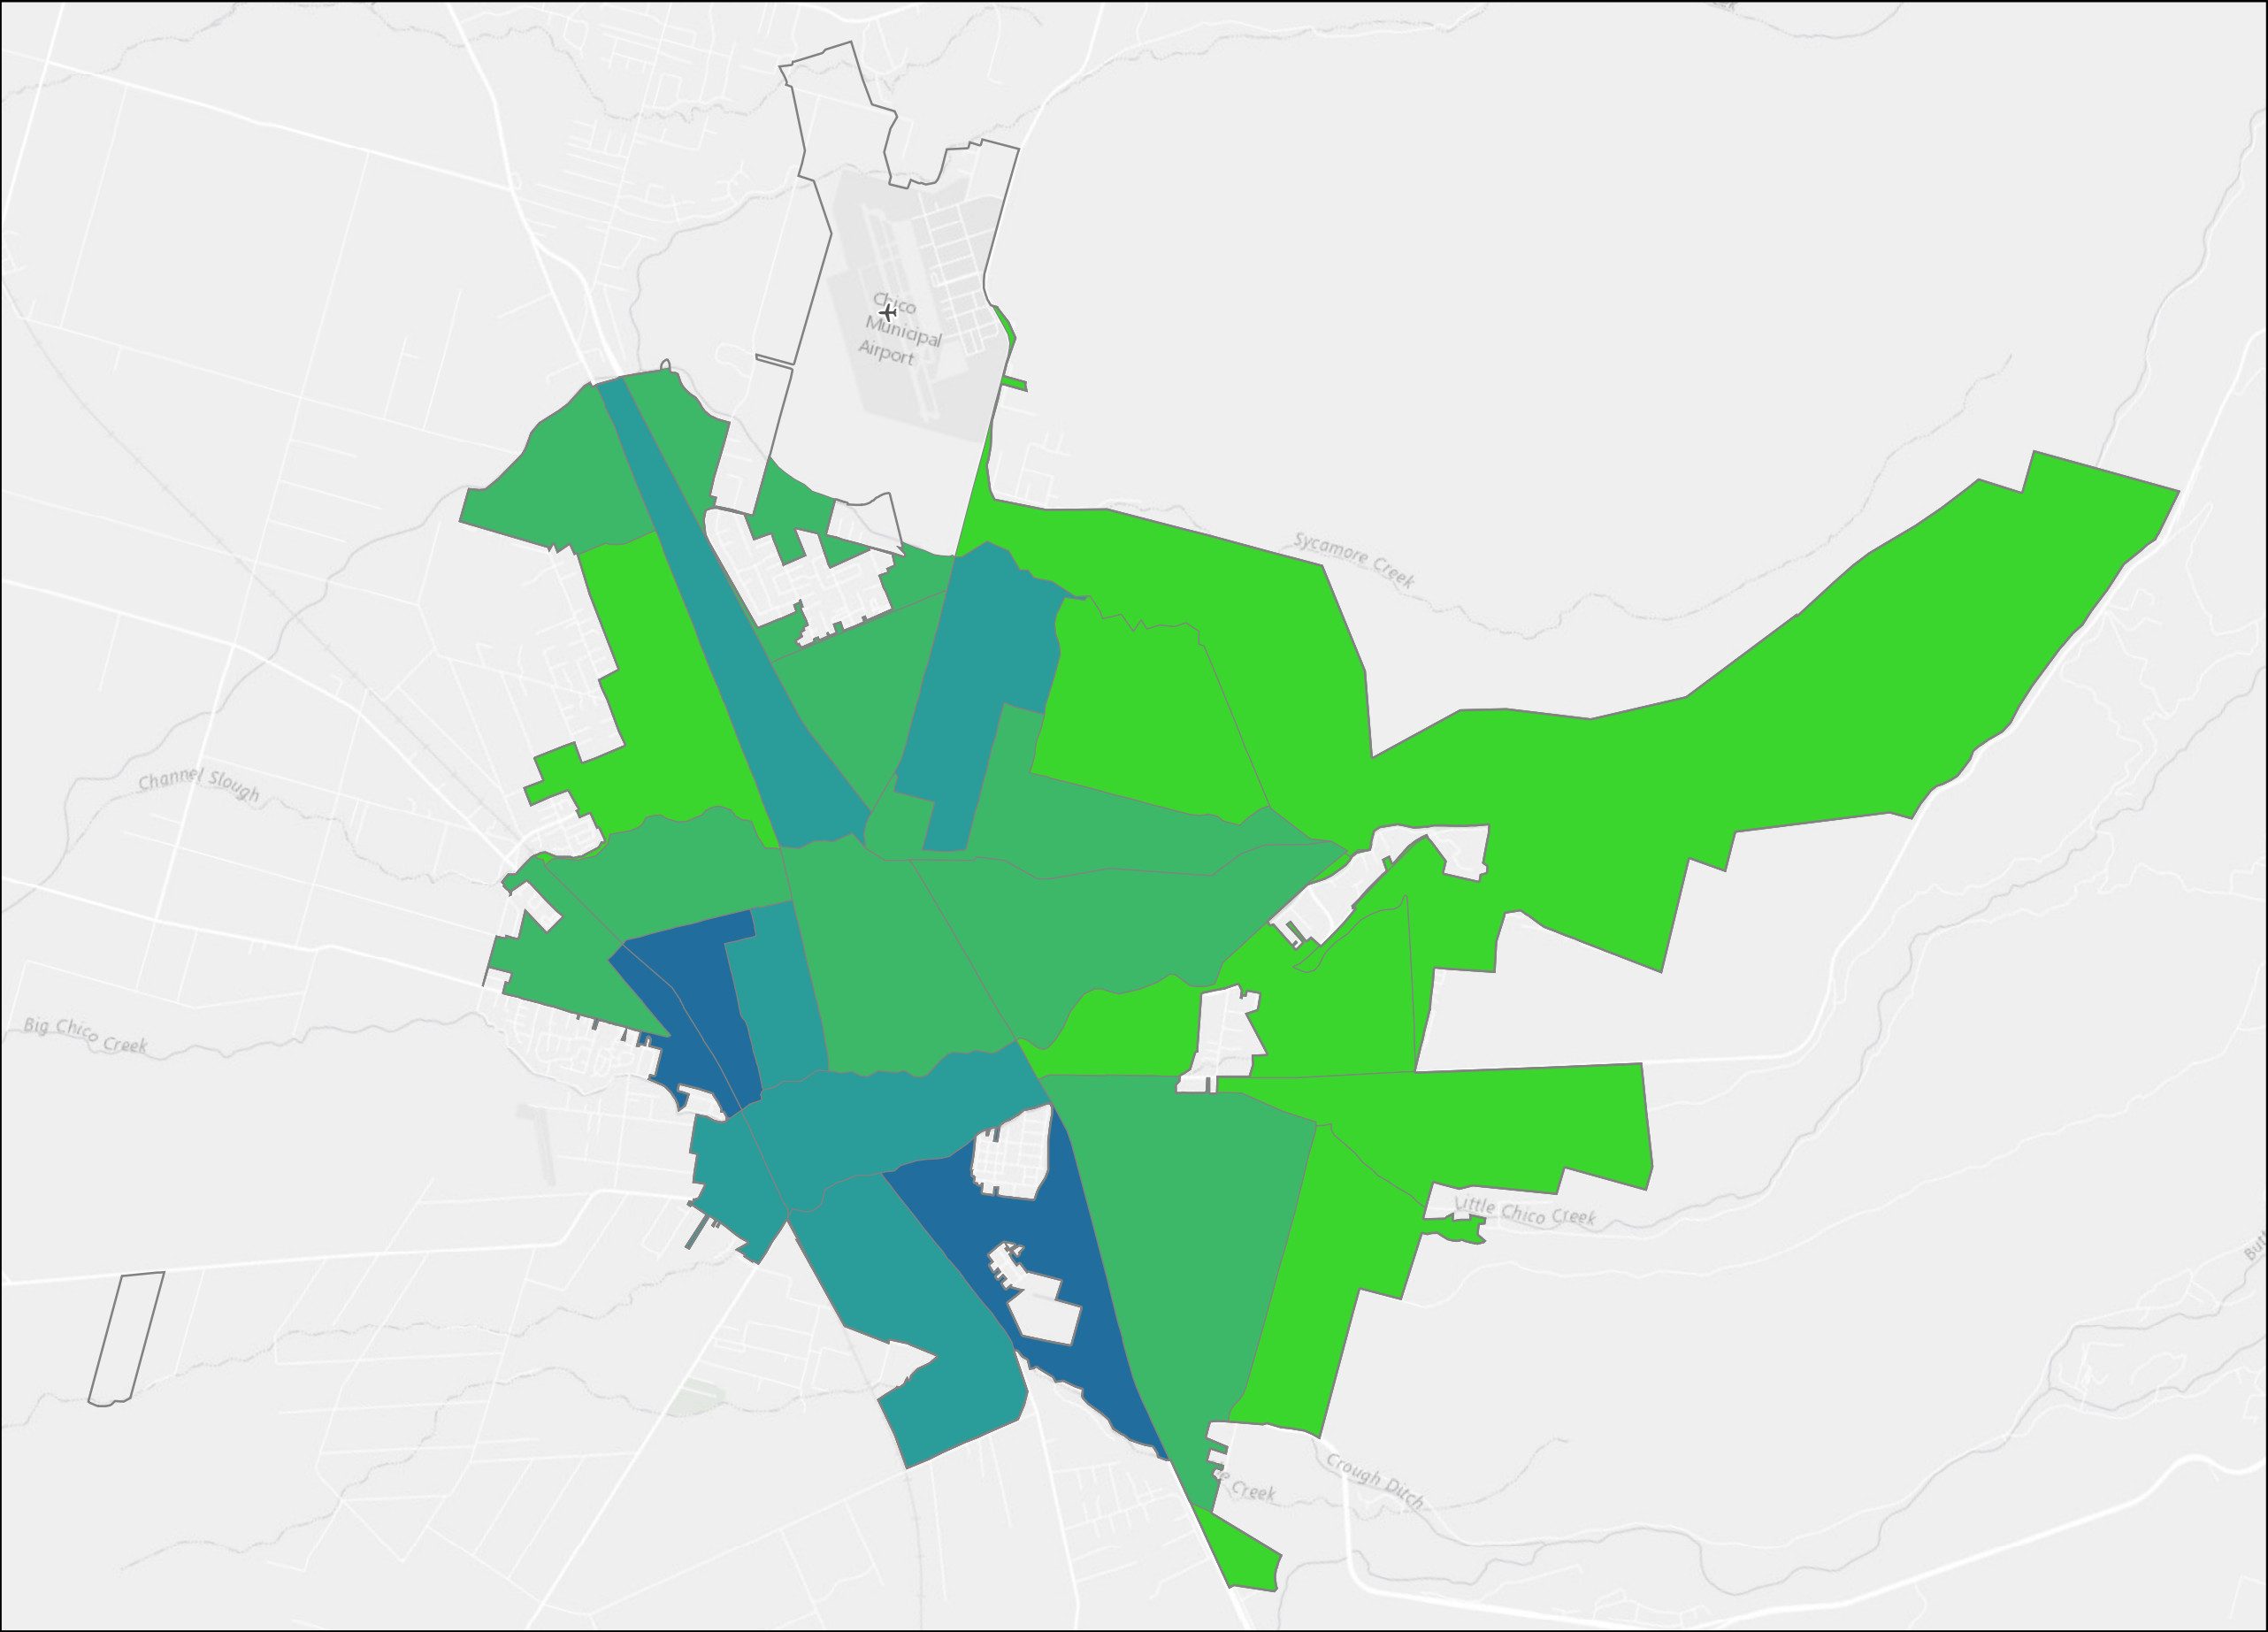 Chico
Municipal
Airport
Sycamore Creek
Channel Slough
Big Chico Creek
Little Chico Creek
Crough Ditch
Creek